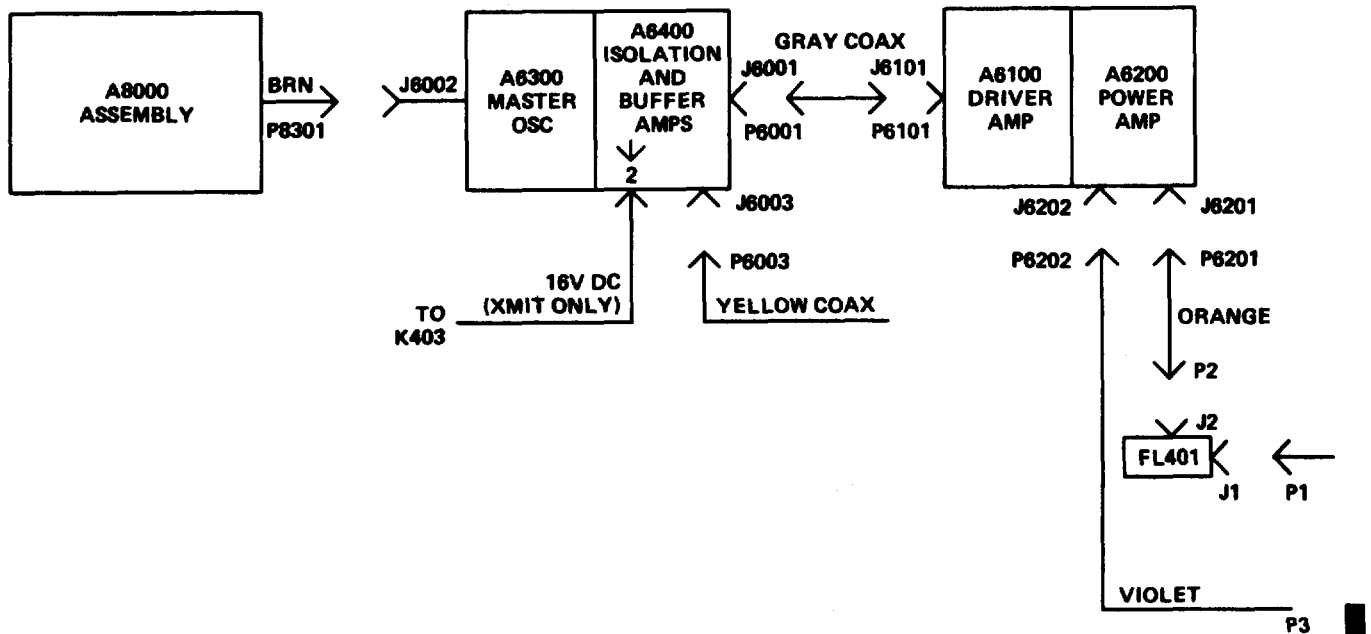 A8000
ASSEMBLY
BRN
P8301
J6002
A6300
MASTER
OSC
A6400
ISOLATION
AND
BUFFER
AMPS
2
GRAY COAX
J6001
J6101
P6001
P6101
A6100
DRIVER
AMP
A6200
POWER
AMP
J6003
P6003
16V DC
(XMIT ONLY)
TO
K403
YELLOW COAX
J6202
J6201
P6202
P6201
ORANGE
P2
J2
FL401
J1
P1
VIOLET
P3